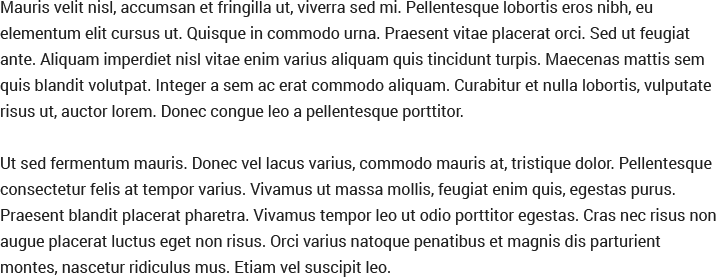 Mauris velit nisl, accumsan et fringilla ut, viverra sed mi. Pellentesque lobortis eros nibh, eu
elementum elit cursus ut. Quisque in commodo urna. Praesent vitae placerat orci. Sed ut feugiat
ante. Aliquam imperdiet nisl vitae enim varius aliquam quis tincidunt turpis. Maecenas mattis sem
quis blandit volutpat. Integer a sem ac erat commodo aliquam. Curabitur et nulla lobortis, vulputate
risus ut, auctor lorem. Donec congue leo a pellentesque porttitor.

Ut sed fermentum mauris. Donec vel lacus varius, commodo mauris at, tristique dolor. Pellentesque
consectetur felis at tempor varius. Vivamus ut massa mollis, feugiat enim quis, egestas purus.
Praesent blandit placerat pharetra. Vivamus tempor leo ut odio porttitor egestas. Cras nec risus non
augue placerat luctus eget non risus. Orci varius natoque penatibus et magnis dis parturient
montes, nascetur ridiculus mus. Etiam vel suscipit leo.